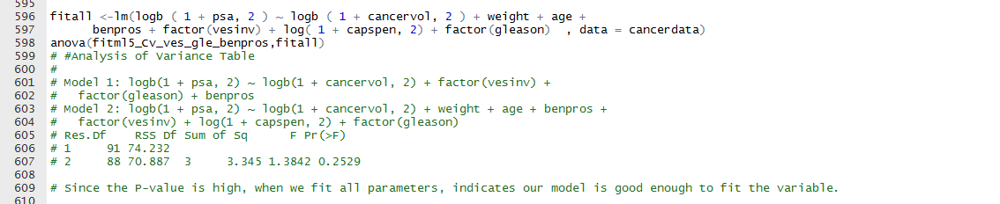 595
596 fitall <-lm(logb ( 1 + psa, 2 ) ~ logb ( 1 + cancervol, 2 ) + weight + age +
597 benpros + factor(vesinv) + log( 1 + capspen, 2) + factor(gleason) , data = cancerdata)
598 anova(fitml5_Cv_ves_gle_benpros,fitall)
599 # #Analysis of Variance Table
600 #
601 # Model 1: logb(1 + psa, 2) ~ logb(1 + cancervol, 2) + factor(vesinv) +
602 # factor(gleason) + benpros
603 # Model 2: logb(1 + psa, 2) ~ logb(1 + cancervol, 2) + weight + age + benpros +
604 # factor(vesinv) + log(1 + capspen, 2) + factor(gleason)
605 # Res.Df RSS Df Sum of Sq F Pr(>F)
606 # 1 91 74.232
607 # 2 88 70.887 3 3.345 1.3842 0.2529
608
609 # Since the P-value is high, when we fit all parameters, indicates our model is good enough to fit the variable.
610